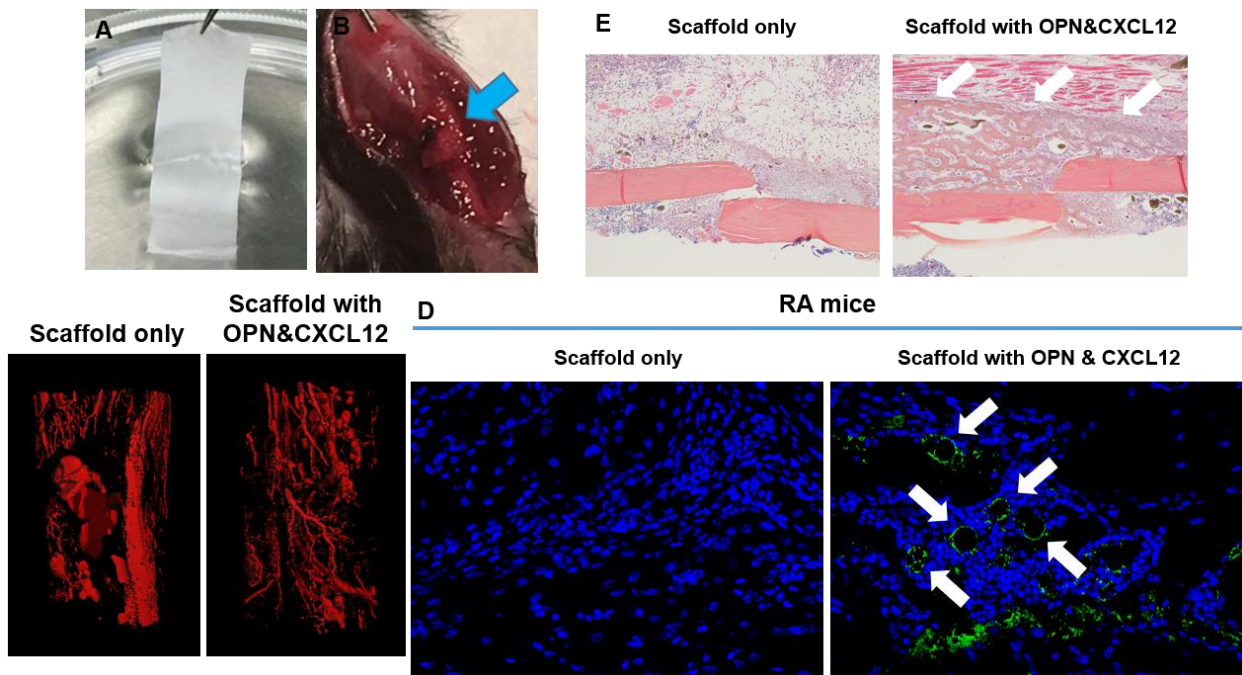 A
B
E
Scaffold only
Scaffold with OPN&CXCL12
Scaffold only
Scaffold with
OPN&CXCL12
D
RA mice
Scaffold only
Scaffold with OPN & CXCL12